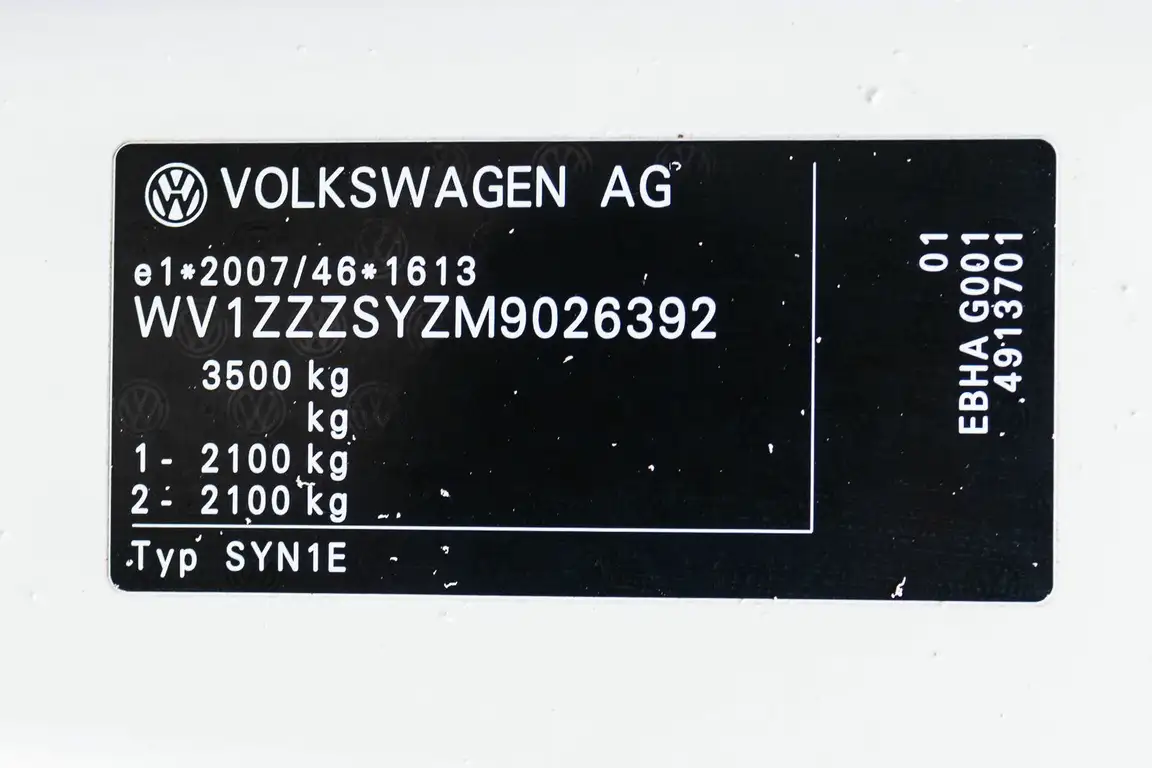 VOLKSWAGEN AG
e1*2007/46*1613
WV1ZZZSYZM9026392
3500 kg
kg
1- 2100 kg
2- 2100 kg
Typ SYN1E
01
EBHA G001
4913701